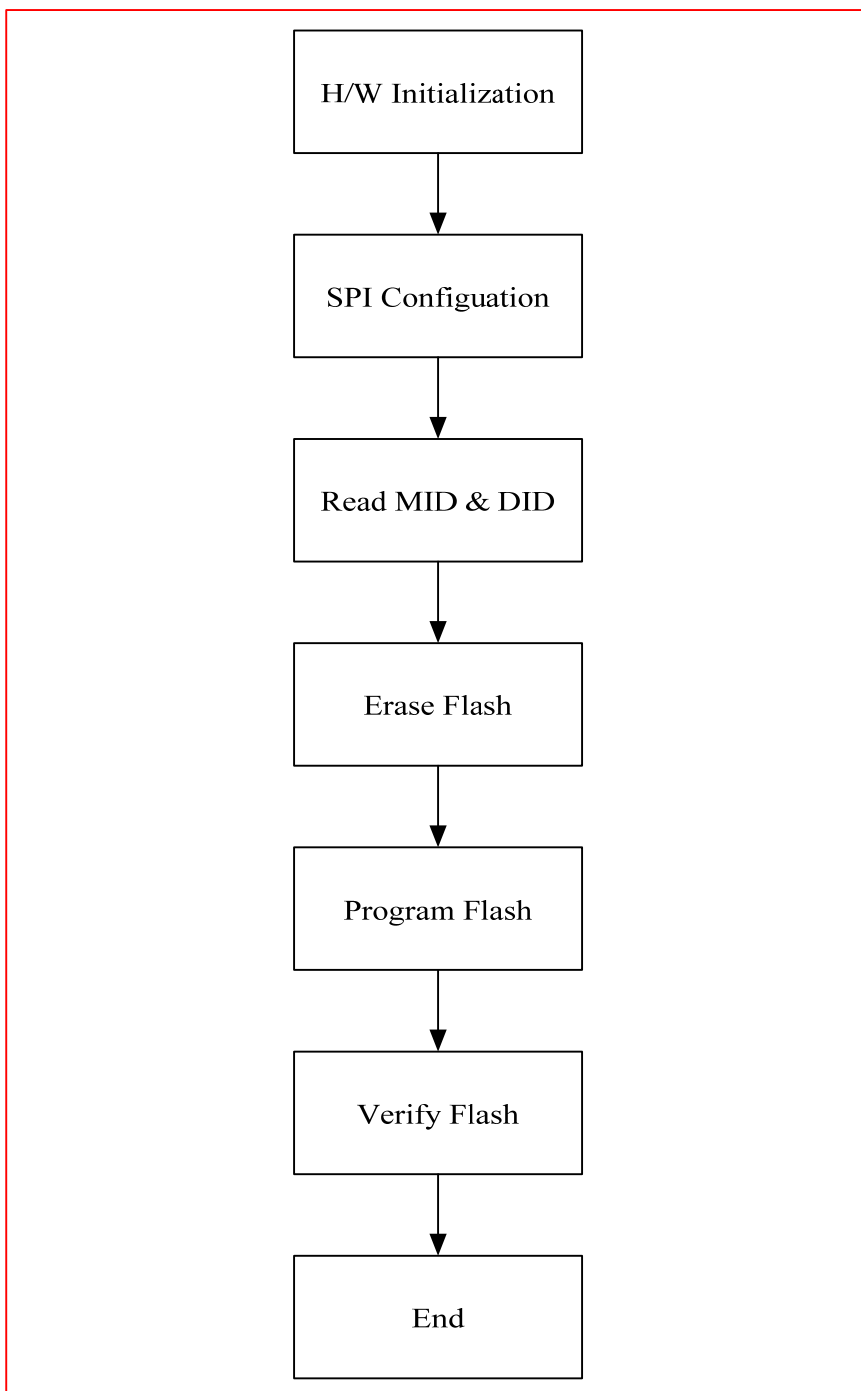 H/W Initialization
SPI Configuation
Read MID & DID
Erase Flash
Program Flash
Verify Flash
End